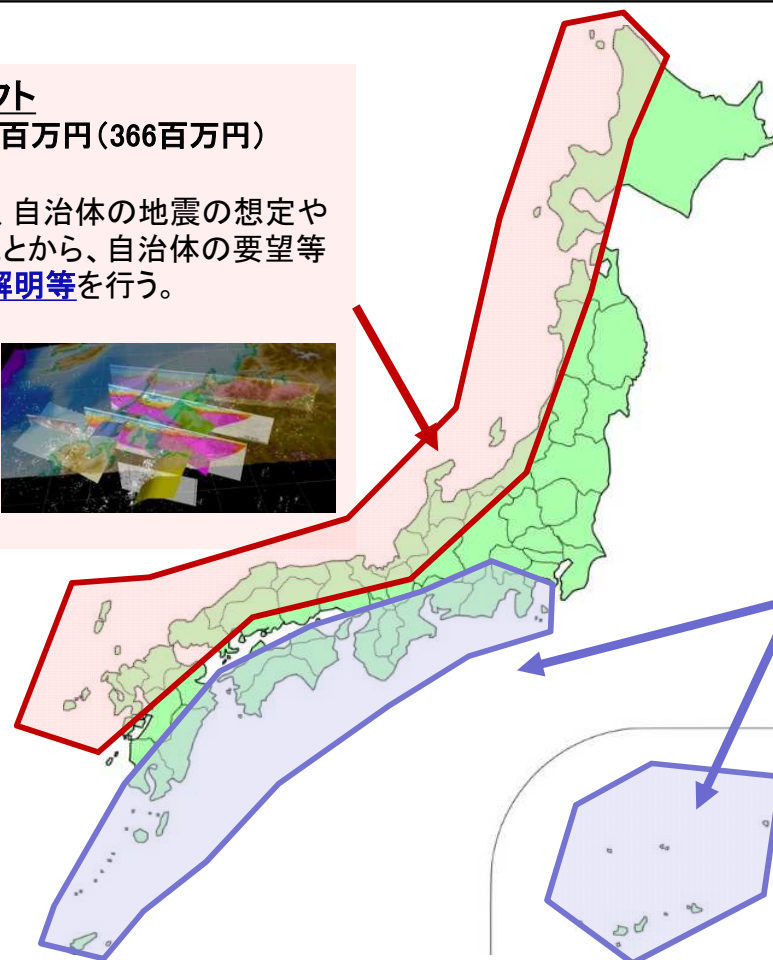 クト
百万円（366百万円）
、自治体の地震の想定や
とから、自治体の要望等
解明等を行う。